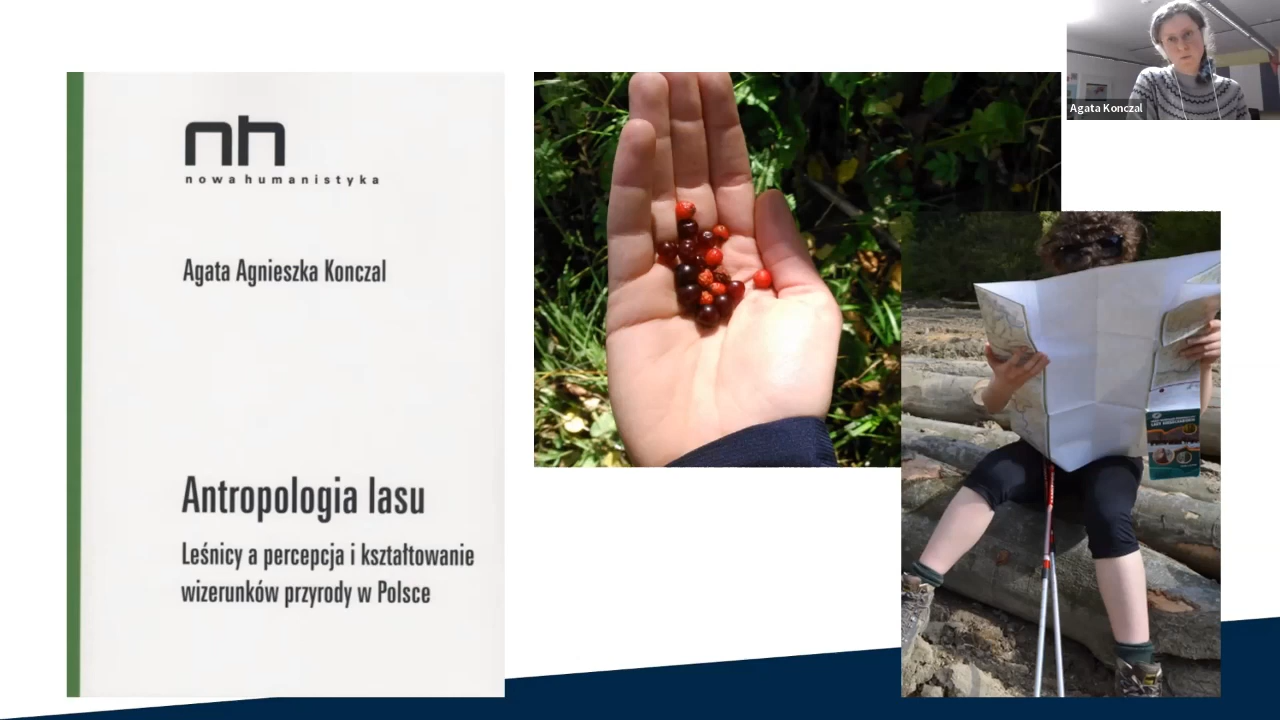 nh
nowa humanistyka
Agata Agnieszka Konczal
Antropologia lasu
Leśnicy a percepcja i kształtowanie
wizerunków przyrody w Polsce
Agata Konczal